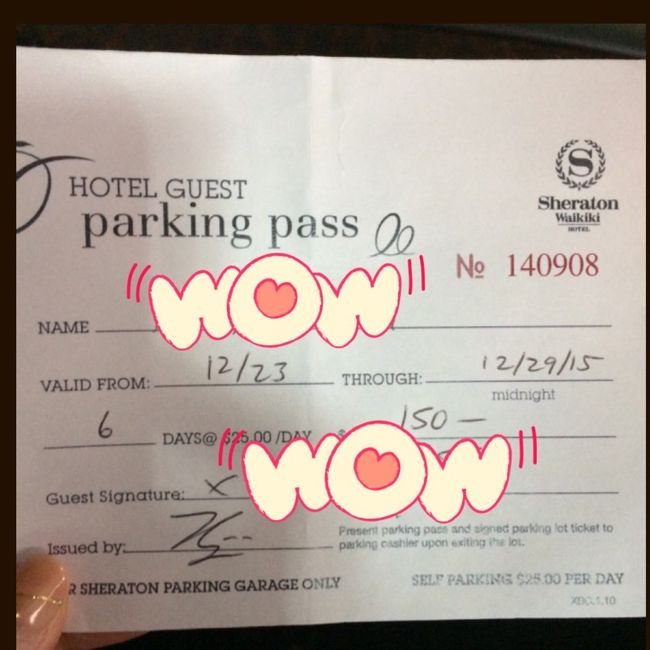 HOTEL GUEST
parking pass
S
Sheraton
Waikiki
HOTEL
№ 140908
WOW
NAME
VALID FROM: 12/23 THROUGH: 12/29/15
midnight
6 DAYS@ $25.00 /DAY $ 150 —
WOW
Guest Signature: X
Issued by:
Present parking pass and signed parking lot ticket to
parking cashier upon exiting the lot.
R SHERATON PARKING GARAGE ONLY
SELF PARKING $25.00 PER DAY